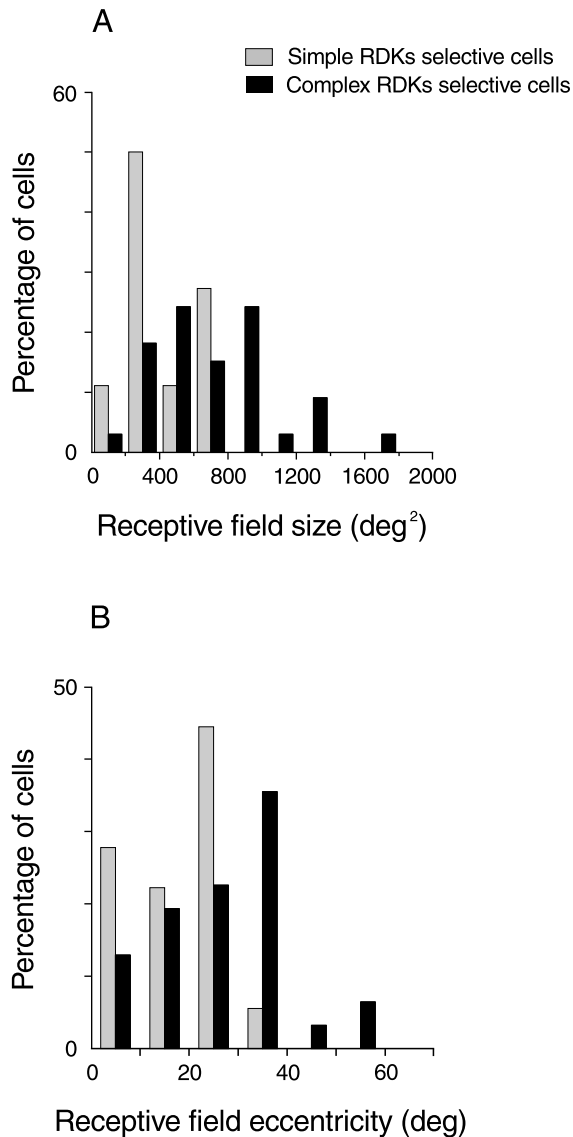 A
Simple RDKs selective cells
Complex RDKs selective cells
60
Percentage of cells
0
0 400 800 1200 1600 2000
Receptive field size (deg²)
B
50
Percentage of cells
0
0 20 40 60
Receptive field eccentricity (deg)